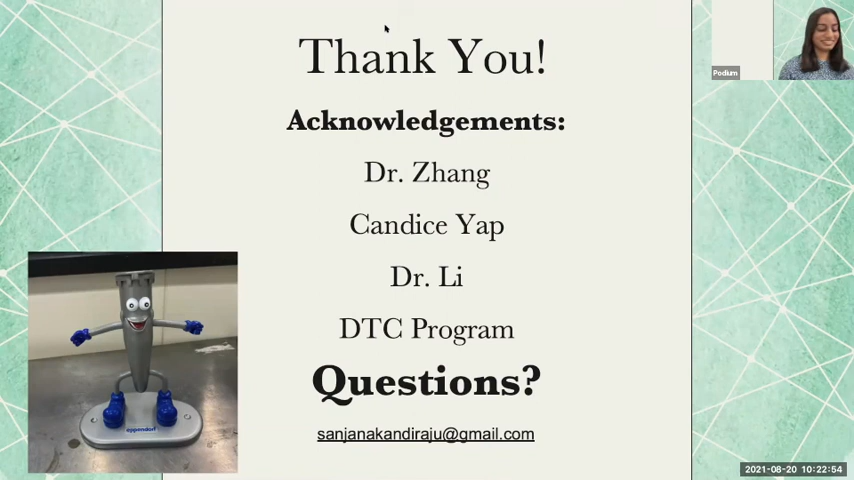 Thank You!
Acknowledgements:
Dr. Zhang
Candice Yap
Dr. Li
DTC Program
Questions?
sanjanakandiraju@gmail.com
eppendorf
Podium
2021-08-20 10:22:54